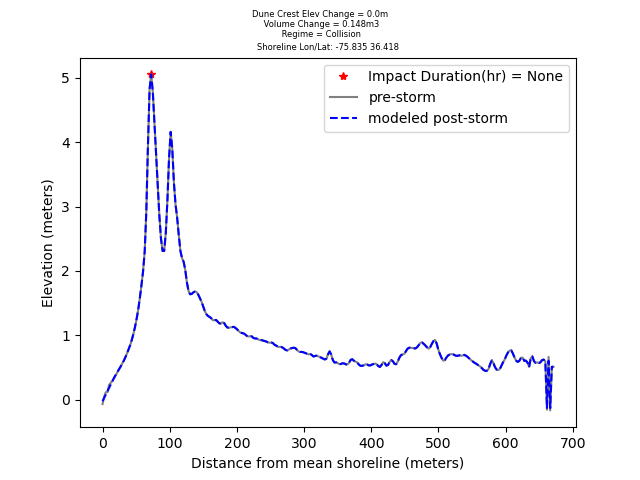 Dune Crest Elev Change = 0.0m
Volume Change = 0.148m3
Regime = Collision
Shoreline Lon/Lat: -75.835 36.418
Impact Duration(hr) = None
pre-storm
modeled post-storm
Elevation (meters)
5
4
3
2
1
0
0 100 200 300 400 500 600 700
Distance from mean shoreline (meters)